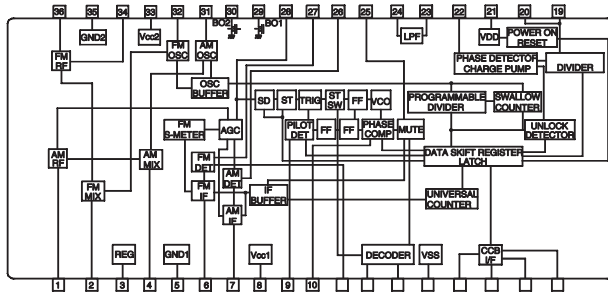 36 35 34 33 32 31 30 29 28 27 26 25 24 23 22 21 20 19
BO2 BO1
GND2 Vcc2 FM OSC AM OSC LPF VDD POWER ON RESET
FM RF PHASE DETECTOR CHARGE PUMP DIVIDER
OSC BUFFER
SD ST TRIG FF ST SW FF VCO PROGRAMMABLE DIVIDER SWALLOW COUNTER
FM S-METER AGC PILOT DET FF FF PHASE COMP MUTE UNLOCK DETECTOR
AM RF AM MIX FM DET DATA SKIFT REGISTER LATCH
AM DET
FM MIX FM IF IF BUFFER UNIVERSAL COUNTER
AM IF
REG GND1 Vcc1 DECODER VSS CCB I/F
1 2 3 4 5 6 7 8 9 10